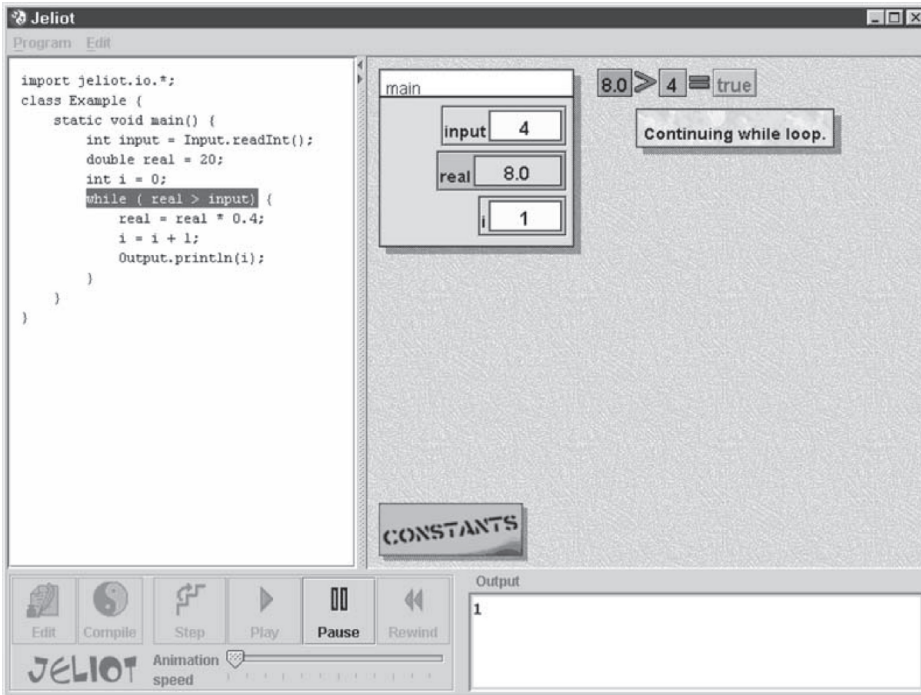 Jeliot
Program Edit
import jeliot.io.*;
class Example {
static void main() {
int input = Input.readInt();
double real = 20;
int i = 0;
while ( real > input) {
real = real * 0.4;
i = i + 1;
Output.println(i);
}
}
}
main
input 4
real 8.0
i 1
8.0 > 4 = true
Continuing while loop.
CONSTANTS
Edit Compile Step Play Pause Rewind
JELIOT
Animation
speed
Output
1